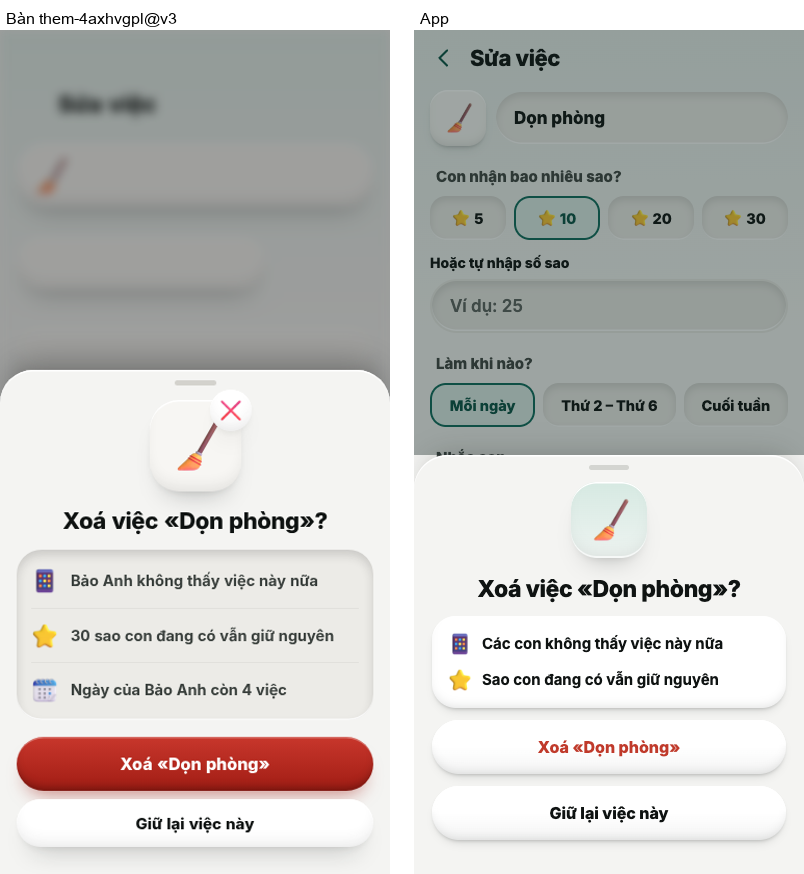 Bản them-4axhvgpl@v3
Sửa việc
Xoá việc «Dọn phòng»?
Bảo Anh không thấy việc này nữa
30 sao con đang có vẫn giữ nguyên
Ngày của Bảo Anh còn 4 việc
Xoá «Dọn phòng»
Giữ lại việc này
App
Sửa việc
Dọn phòng
Con nhận bao nhiêu sao?
5
10
20
30
Hoặc tự nhập số sao
Ví dụ: 25
Làm khi nào?
Mỗi ngày
Thứ 2 – Thứ 6
Cuối tuần
Xoá việc «Dọn phòng»?
Các con không thấy việc này nữa
Sao con đang có vẫn giữ nguyên
Xoá «Dọn phòng»
Giữ lại việc này